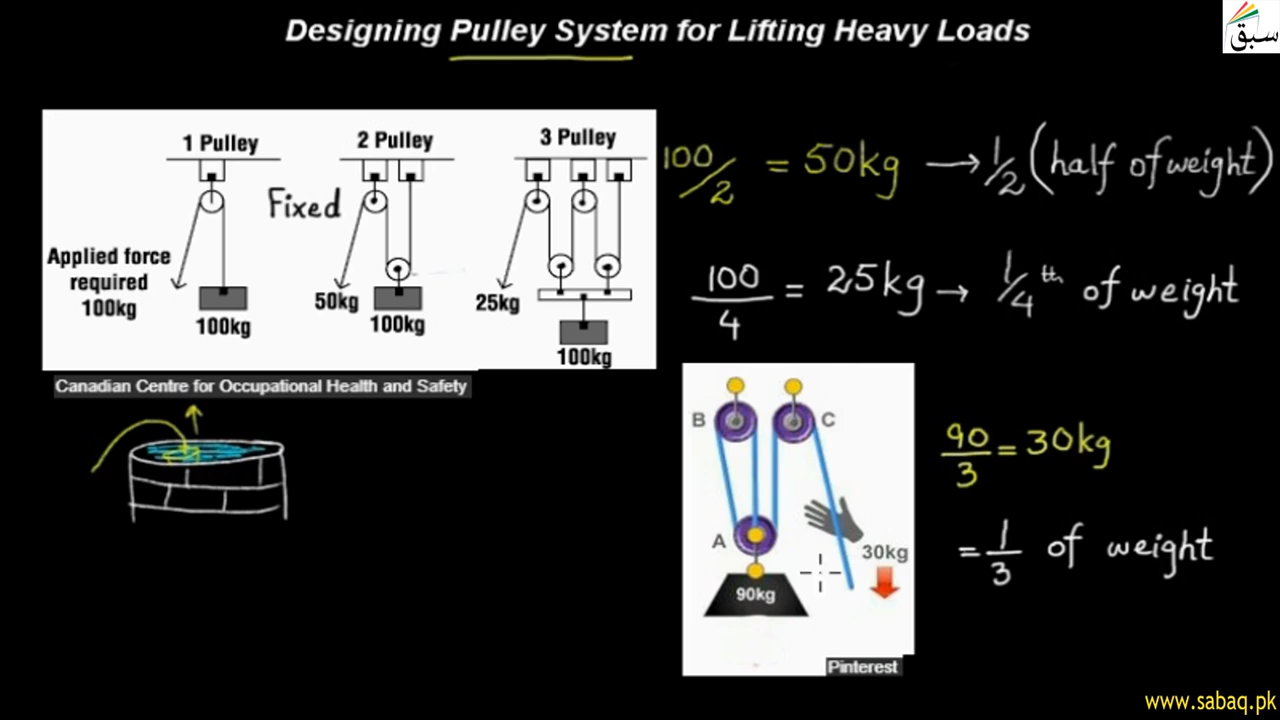 Designing Pulley System for Lifting Heavy Loads
سبق
1 Pulley
2 Pulley
3 Pulley
Fixed
Applied force
required
100kg
100kg
50kg
100kg
25kg
100kg
Canadian Centre for Occupational Health and Safety
100/2 = 50kg → 1/2 (half of weight)
100/4 = 25kg → 1/4 th of weight
B
C
A
30kg
90kg
Pinterest
90/3 = 30kg
= 1/3 of weight
www.sabaq.pk